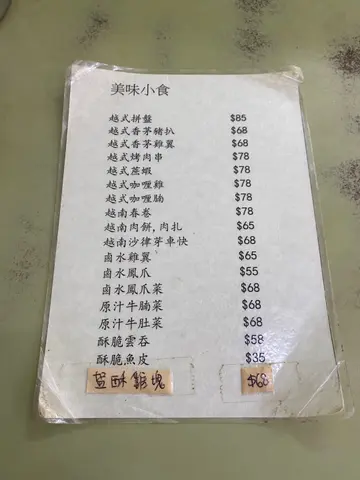 美味小食
越式拼盤 $85
越式香茅豬扒 $68
越式香茅雞翼 $68
越式烤肉串 $78
越式蒸蝦 $78
越式咖喱雞 $78
越式咖喱腩 $78
越南春卷 $78
越南肉餅,肉扎 $65
越南沙律芽車快 $68
鹵水雞翼 $65
鹵水鳳爪 $55
鹵水鳳爪菜 $68
原汁牛腩菜 $68
原汁牛肚菜 $68
酥脆雲吞 $58
酥脆魚皮 $35
酥 塊 $68